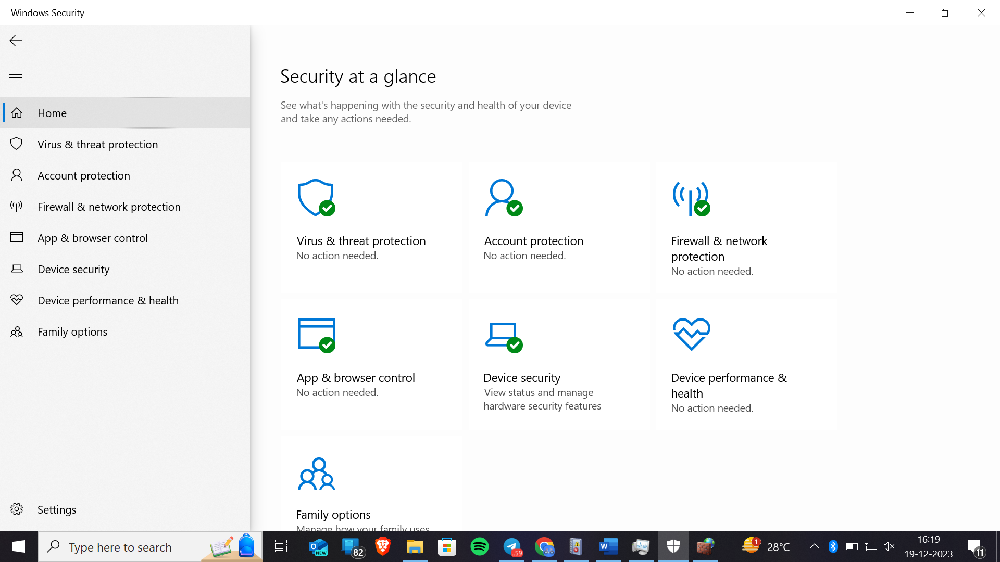 Windows Security
Home
Virus & threat protection
Account protection
Firewall & network protection
App & browser control
Device security
Device performance & health
Family options
Settings
Security at a glance
See what's happening with the security and health of your device
and take any actions needed.
Virus & threat protection
No action needed.
Account protection
No action needed.
Firewall & network
protection
No action needed.
App & browser control
No action needed.
Device security
View status and manage
hardware security features
Device performance &
health
No action needed.
Family options
Manage how your family uses
Type here to search
NEW
82
..59
W
1
28°C
16:19
19-12-2023
11